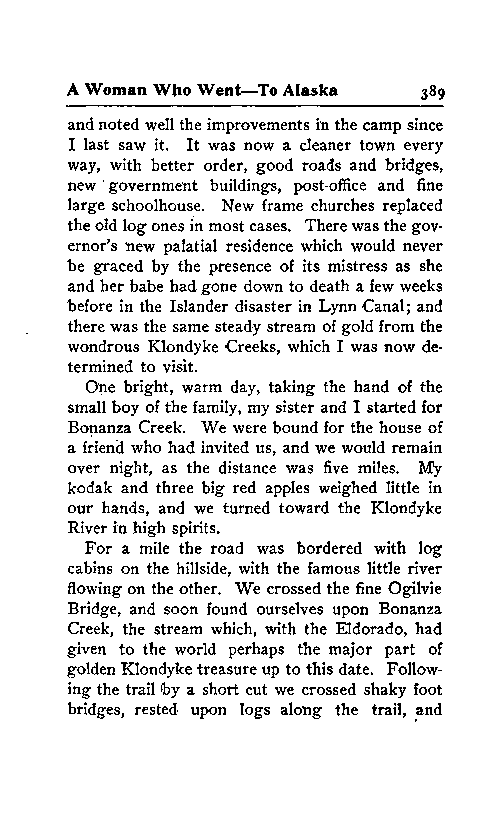 A Woman Who Went—To Alaska 389
and noted well the improvements in the camp since
I last saw it. It was now a cleaner town every
way, with better order, good roads and bridges,
new government buildings, post-office and fine
large schoolhouse. New frame churches replaced
the old log ones in most cases. There was the gov-
ernor's new palatial residence which would never
be graced by the presence of its mistress as she
and her babe had gone down to death a few weeks
before in the Islander disaster in Lynn Canal; and
there was the same steady stream of gold from the
wondrous Klondyke Creeks, which I was now de-
termined to visit.
One bright, warm day, taking the hand of the
small boy of the family, my sister and I started for
Bonanza Creek. We were bound for the house of
a friend who had invited us, and we would remain
over night, as the distance was five miles. My
kodak and three big red apples weighed little in
our hands, and we turned toward the Klondyke
River in high spirits.
For a mile the road was bordered with log
cabins on the hillside, with the famous little river
flowing on the other. We crossed the fine Ogilvie
Bridge, and soon found ourselves upon Bonanza
Creek, the stream which, with the Eldorado, had
given to the world perhaps the major part of
golden Klondyke treasure up to this date. Follow-
ing the trail by a short cut we crossed shaky foot
bridges, rested upon logs along the trail, and